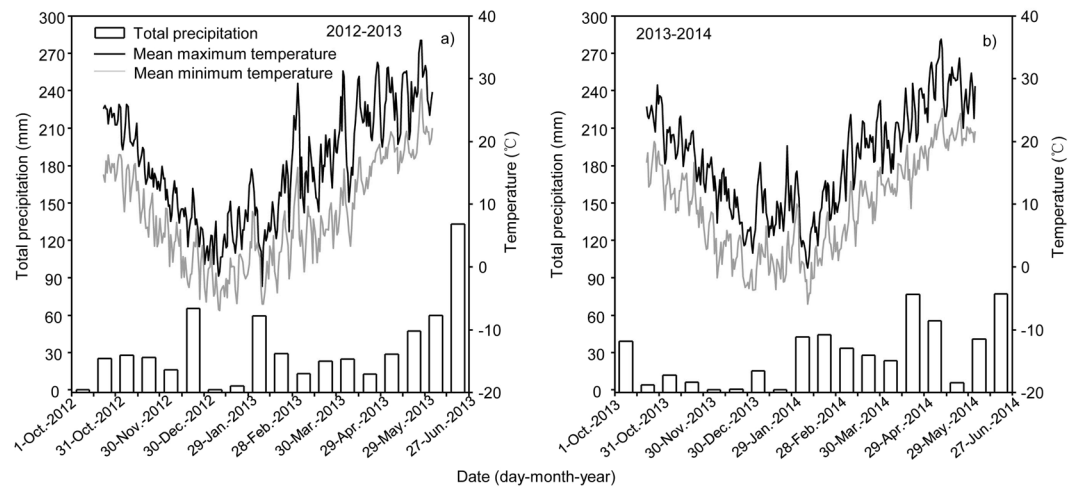 300
270
240
210
180
150
120
90
60
30
0
Total precipitation (mm)
Total precipitation
Mean maximum temperature
Mean minimum temperature
2012-2013
a)
40
30
20
10
0
-10
-20
Temperature (℃)
1-Oct-2012
31-Oct-2012
30-Nov-2012
30-Dec-2012
29-Jan-2013
28-Feb-2013
30-Mar-2013
29-Apr-2013
29-May-2013
27-Jun-2013
300
270
240
210
180
150
120
90
60
30
0
Total precipitation (mm)
2013-2014
b)
40
30
20
10
0
-10
-20
Temperature (℃)
1-Oct-2013
31-Oct-2013
30-Nov-2013
30-Dec-2013
29-Jan-2014
28-Feb-2014
30-Mar-2014
29-Apr-2014
29-May-2014
27-Jun-2014
Date (day-month-year)